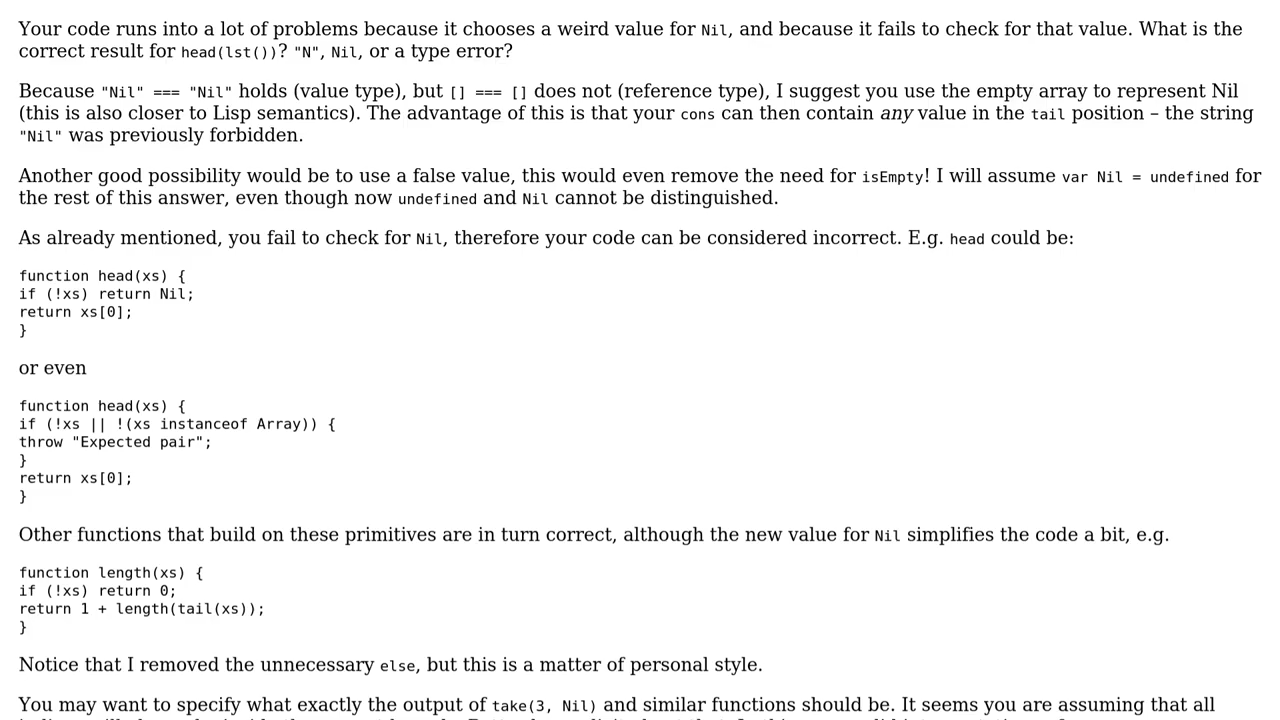 Your code runs into a lot of problems because it chooses a weird value for Nil, and because it fails to check for that value. What is the
correct result for head(lst())? "N", Nil, or a type error?
Because "Nil" === "Nil" holds (value type), but [] === [] does not (reference type), I suggest you use the empty array to represent Nil
(this is also closer to Lisp semantics). The advantage of this is that your cons can then contain any value in the tail position – the string
"Nil" was previously forbidden.
Another good possibility would be to use a false value, this would even remove the need for isEmpty! I will assume var Nil = undefined for
the rest of this answer, even though now undefined and Nil cannot be distinguished.
As already mentioned, you fail to check for Nil, therefore your code can be considered incorrect. E.g. head could be:
function head(xs) {
if (!xs) return Nil;
return xs[0];
}
or even
function head(xs) {
if (!xs || !(xs instanceof Array)) {
throw "Expected pair";
}
return xs[0];
}
Other functions that build on these primitives are in turn correct, although the new value for Nil simplifies the code a bit, e.g.
function length(xs) {
if (!xs) return 0;
return 1 + length(tail(xs));
}
Notice that I removed the unnecessary else, but this is a matter of personal style.
You may want to specify what exactly the output of take(3, Nil) and similar functions should be. It seems you are assuming that all